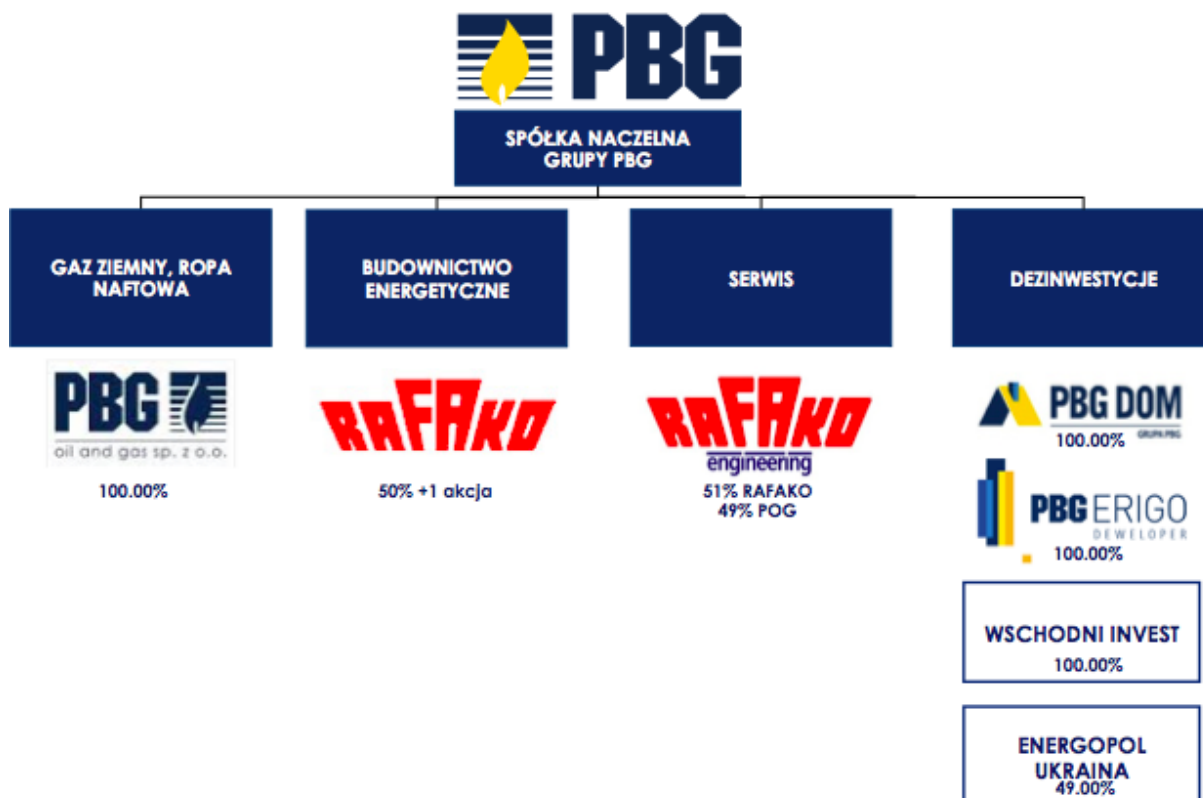 PBG
SPÓŁKA NACZELNA
GRUPY PBG
GAZ ZIEMNY, ROPA
NAFTOWA
PBG
oil and gas sp. z o.o.
100.00%
BUDOWNICTWO
ENERGETYCZNE
RAFAKO
50% +1 akcja
SERWIS
RAFAKO
engineering
51% RAFAKO
49% POG
DEZINWESTYCJE
PBG DOM
GRUPA PBG
100.00%
PBG ERIGO
DEWELOPER
100.00%
WSCHODNI INVEST
100.00%
ENERGOPOL
UKRAINA
49.00%